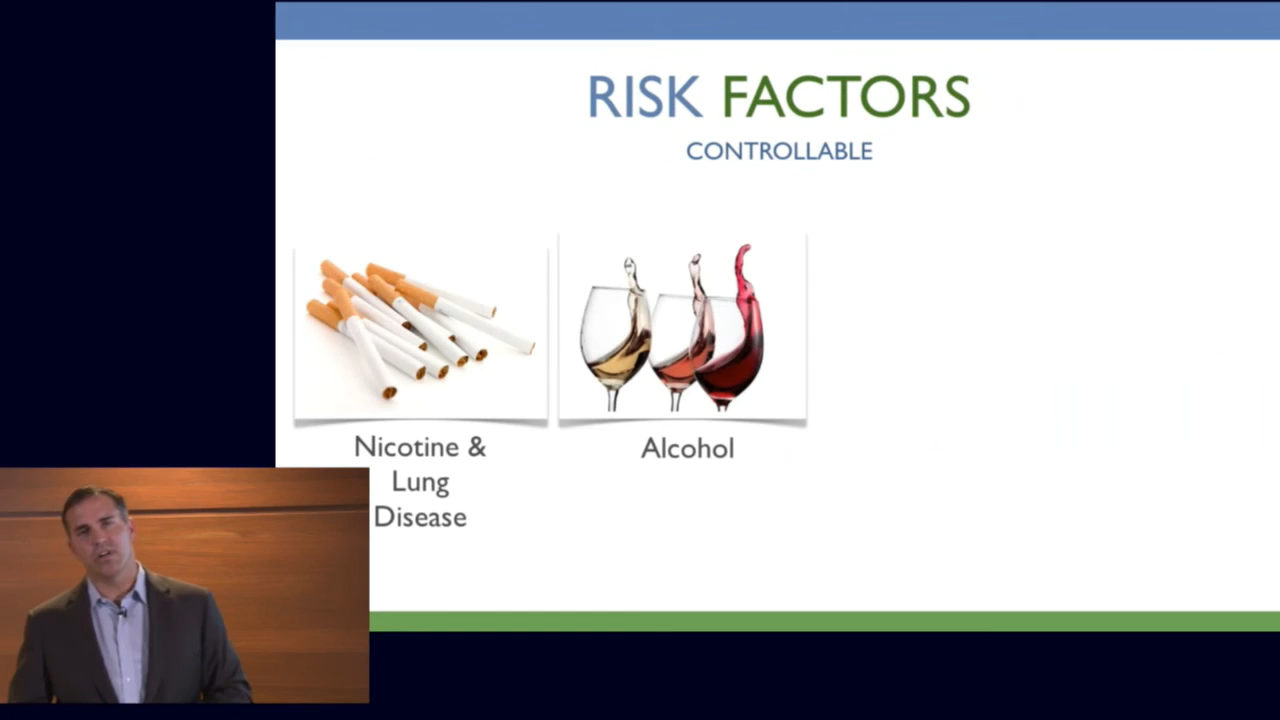 RISK FACTORS
CONTROLLABLE
Nicotine &
Lung
Disease
Alcohol